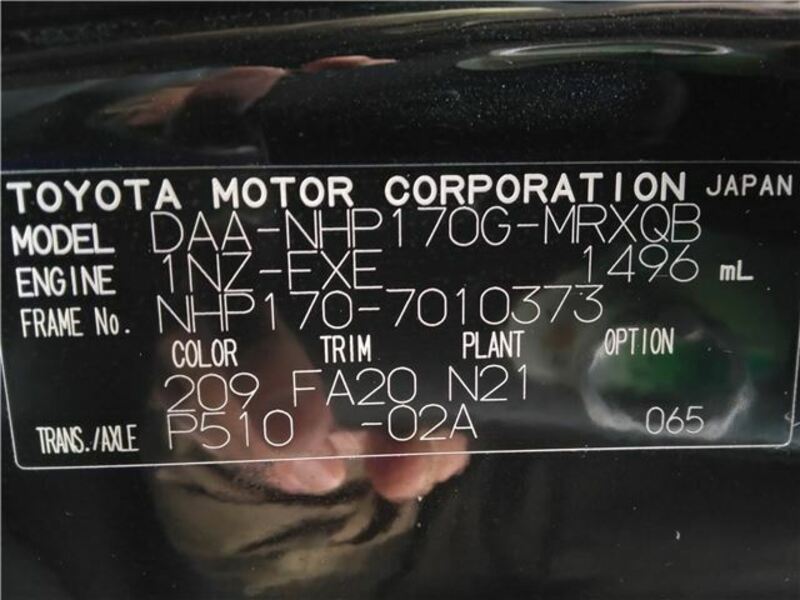 TOYOTA MOTOR CORPORATION JAPAN
MODEL DAA-NHP170G-MRXQB
ENGINE 1NZ-FXE 1496 mL
FRAME No. NHP170-7010373
COLOR TRIM PLANT OPTION
209 FA20 N21
TRANS./AXLE P510 -02A 065